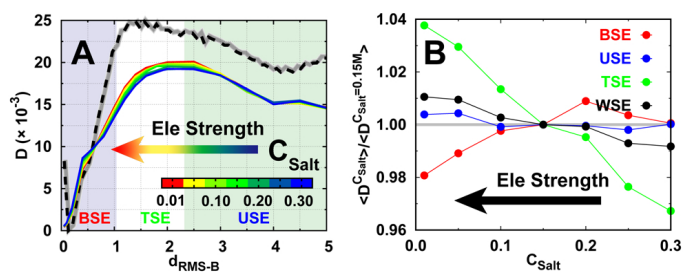 A
25
20
15
10
5
0
D (× 10⁻³)
Ele Strength
C_Salt
0.01
0.10
0.20
0.30
BSE
TSE
USE
0
1
2
3
4
5
d_RMS-B
B
BSE
USE
TSE
WSE
1.04
1.02
1.00
0.98
0.96
<D^C_Salt>/<D^C_Salt=0.15M>
Ele Strength
0
0.1
0.2
0.3
0.4
C_Salt